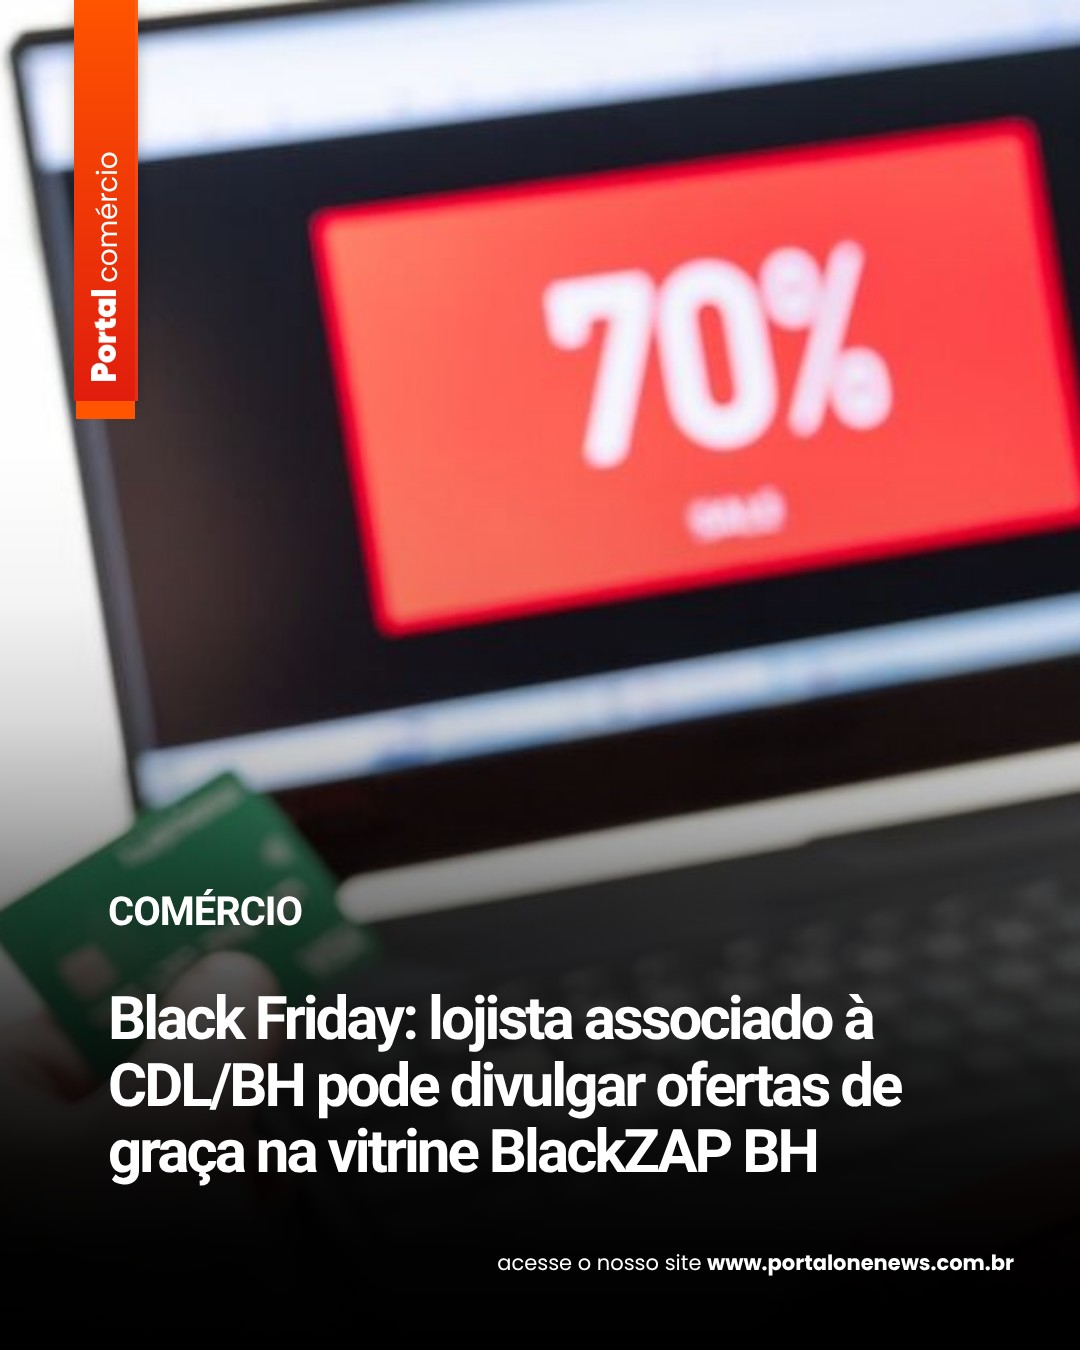 Portal comércio
70%
COMÉRCIO
Black Friday: lojista associado à
CDL/BH pode divulgar ofertas de
graça na vitrine BlackZAP BH
acesse o nosso site www.portalonenews.com.br